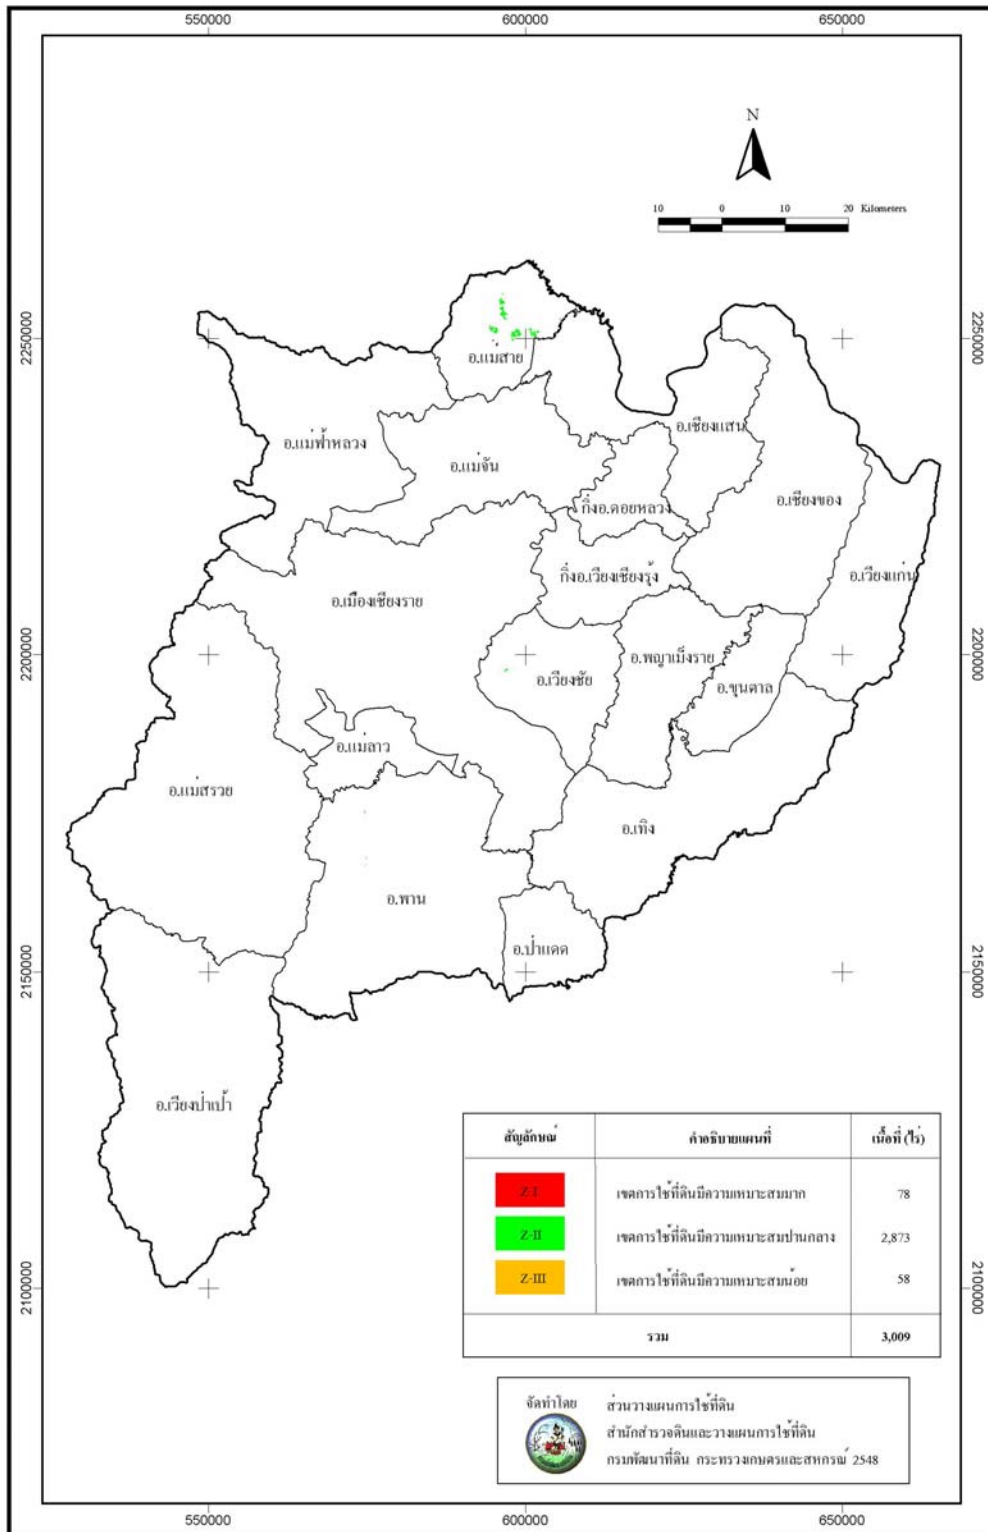 550000 600000 650000
N
10 0 10 20 Kilometers
2250000 2250000
อ.แม่สาย
อ.เชียงแสน
อ.แม่ฟ้าหลวง
อ.แม่จัน
อ.เชียงของ
กิ่งอ.ดอยหลวง
กิ่งอ.เวียงเชียงรุ้ง
อ.เวียงแก่น
อ.เมืองเชียงราย
2200000 2200000
อ.พญาเม็งราย
อ.เวียงชัย
อ.ขุนตาล
อ.แม่ลาว
อ.แม่สรวย
อ.เทิง
อ.พาน
อ.ป่าแดด
2150000 2150000
อ.เวียงป่าเป้า
สัญลักษณ์ คำอธิบายแผนที่ เนื้อที่ (ไร่)
Z-I เขตการใช้ที่ดินมีความเหมาะสมมาก 78
Z-II เขตการใช้ที่ดินมีความเหมาะสมปานกลาง 2,873
Z-III เขตการใช้ที่ดินมีความเหมาะสมน้อย 58
2100000 2100000
รวม 3,009
จัดทำโดย ส่วนวางแผนการใช้ที่ดิน
สำนักสำรวจดินและวางแผนการใช้ที่ดิน
กรมพัฒนาที่ดิน กระทรวงเกษตรและสหกรณ์ 2548
550000 600000 650000